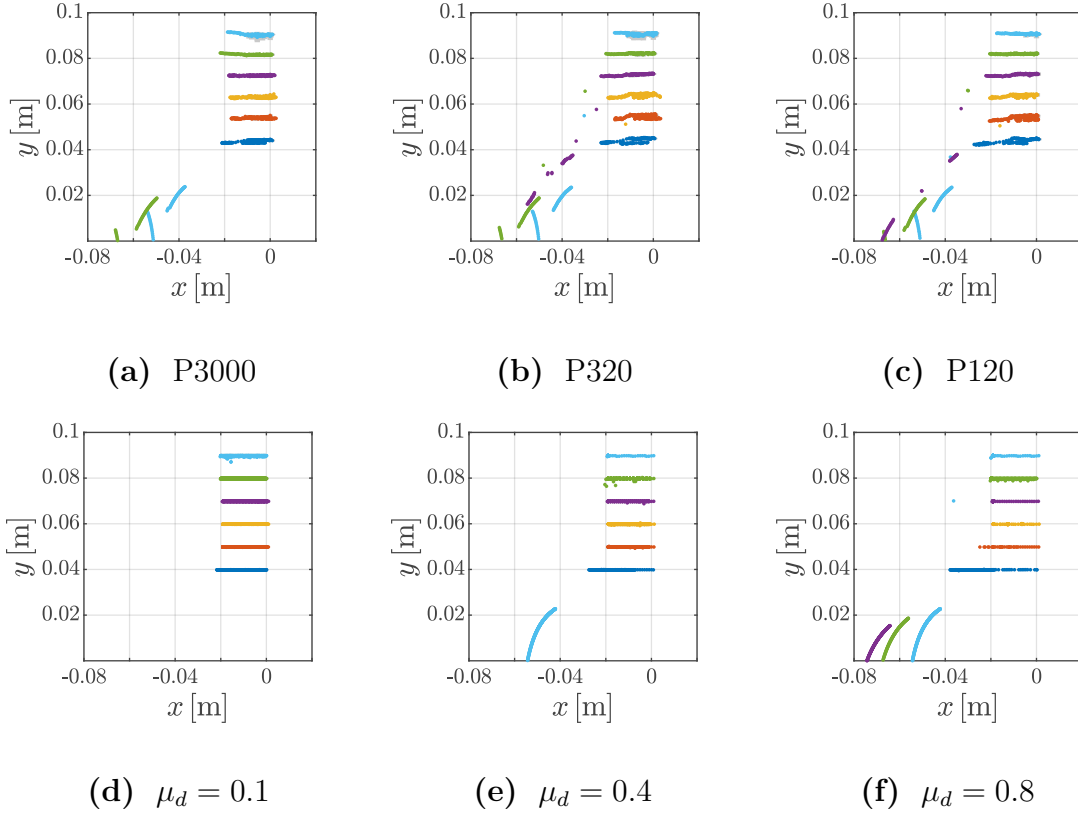 0.1 0.1 0.1
0.08 0.08 0.08
0.06 0.06 0.06
0.04 0.04 0.04
0.02 0.02 0.02
y [m] y [m] y [m]
-0.08 -0.04 0 -0.08 -0.04 0 -0.08 -0.04 0
x [m] x [m] x [m]
(a) P3000 (b) P320 (c) P120
0.1 0.1 0.1
0.08 0.08 0.08
0.06 0.06 0.06
0.04 0.04 0.04
0.02 0.02 0.02
y [m] y [m] y [m]
-0.08 -0.04 0 -0.08 -0.04 0 -0.08 -0.04 0
x [m] x [m] x [m]
(d) μd = 0.1 (e) μd = 0.4 (f) μd = 0.8